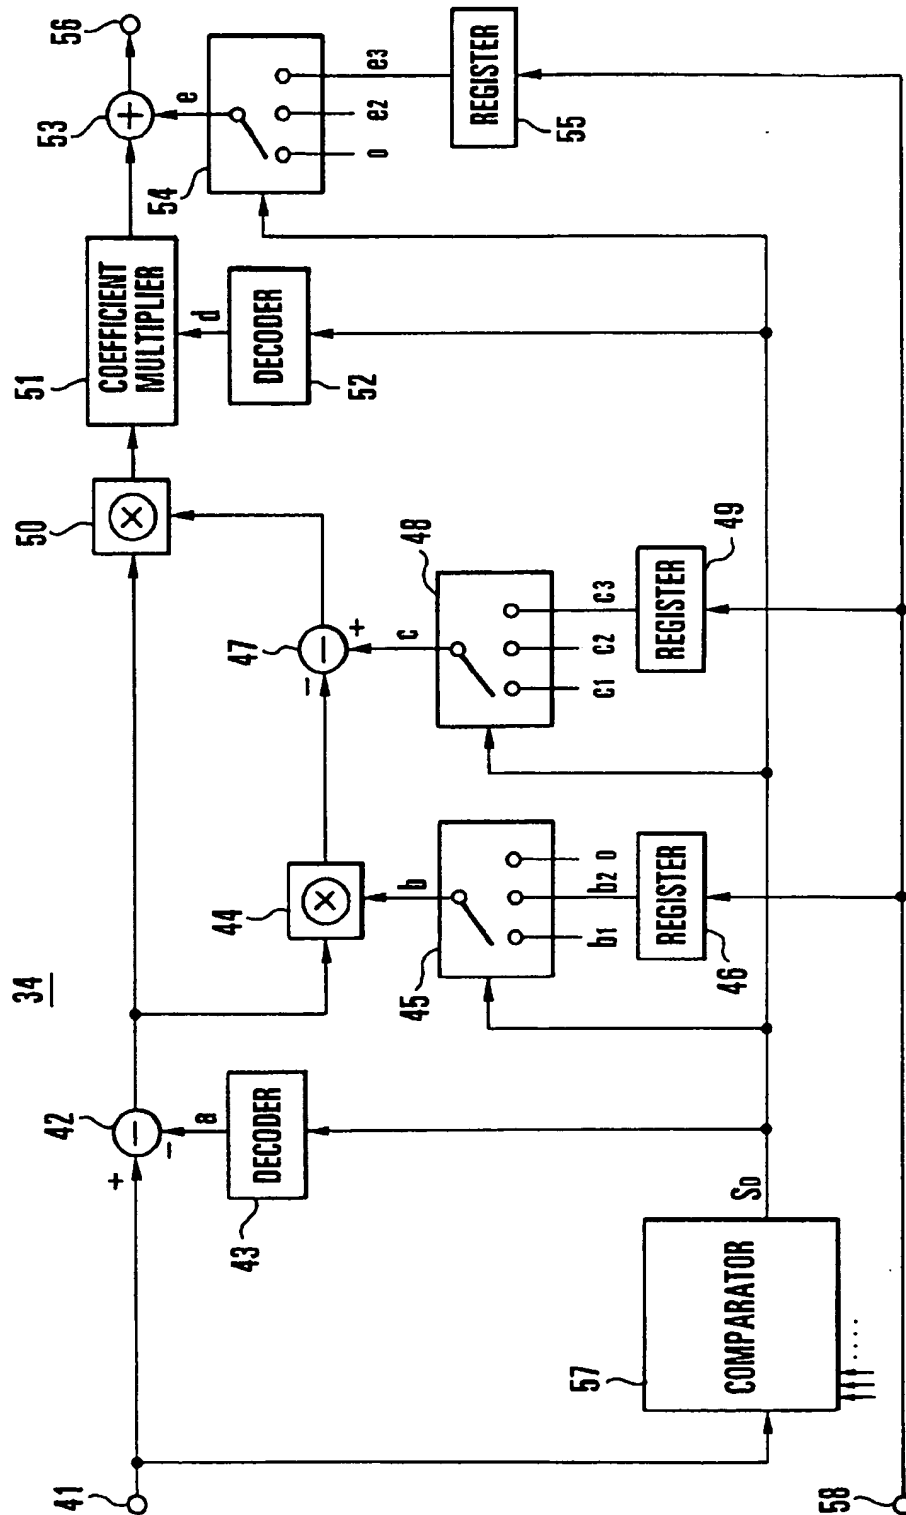 34
41
42
+
−
−
a
DECODER
43
44
×
b
45
b1
b2
0
REGISTER
46
47
−
−
+
c
48
c1
c2
c3
REGISTER
49
50
×
51
COEFFICIENT
MULTIPLIER
d
DECODER
52
53
+
56
e
54
0
e2
e3
REGISTER
55
57
COMPARATOR
SD
....
58